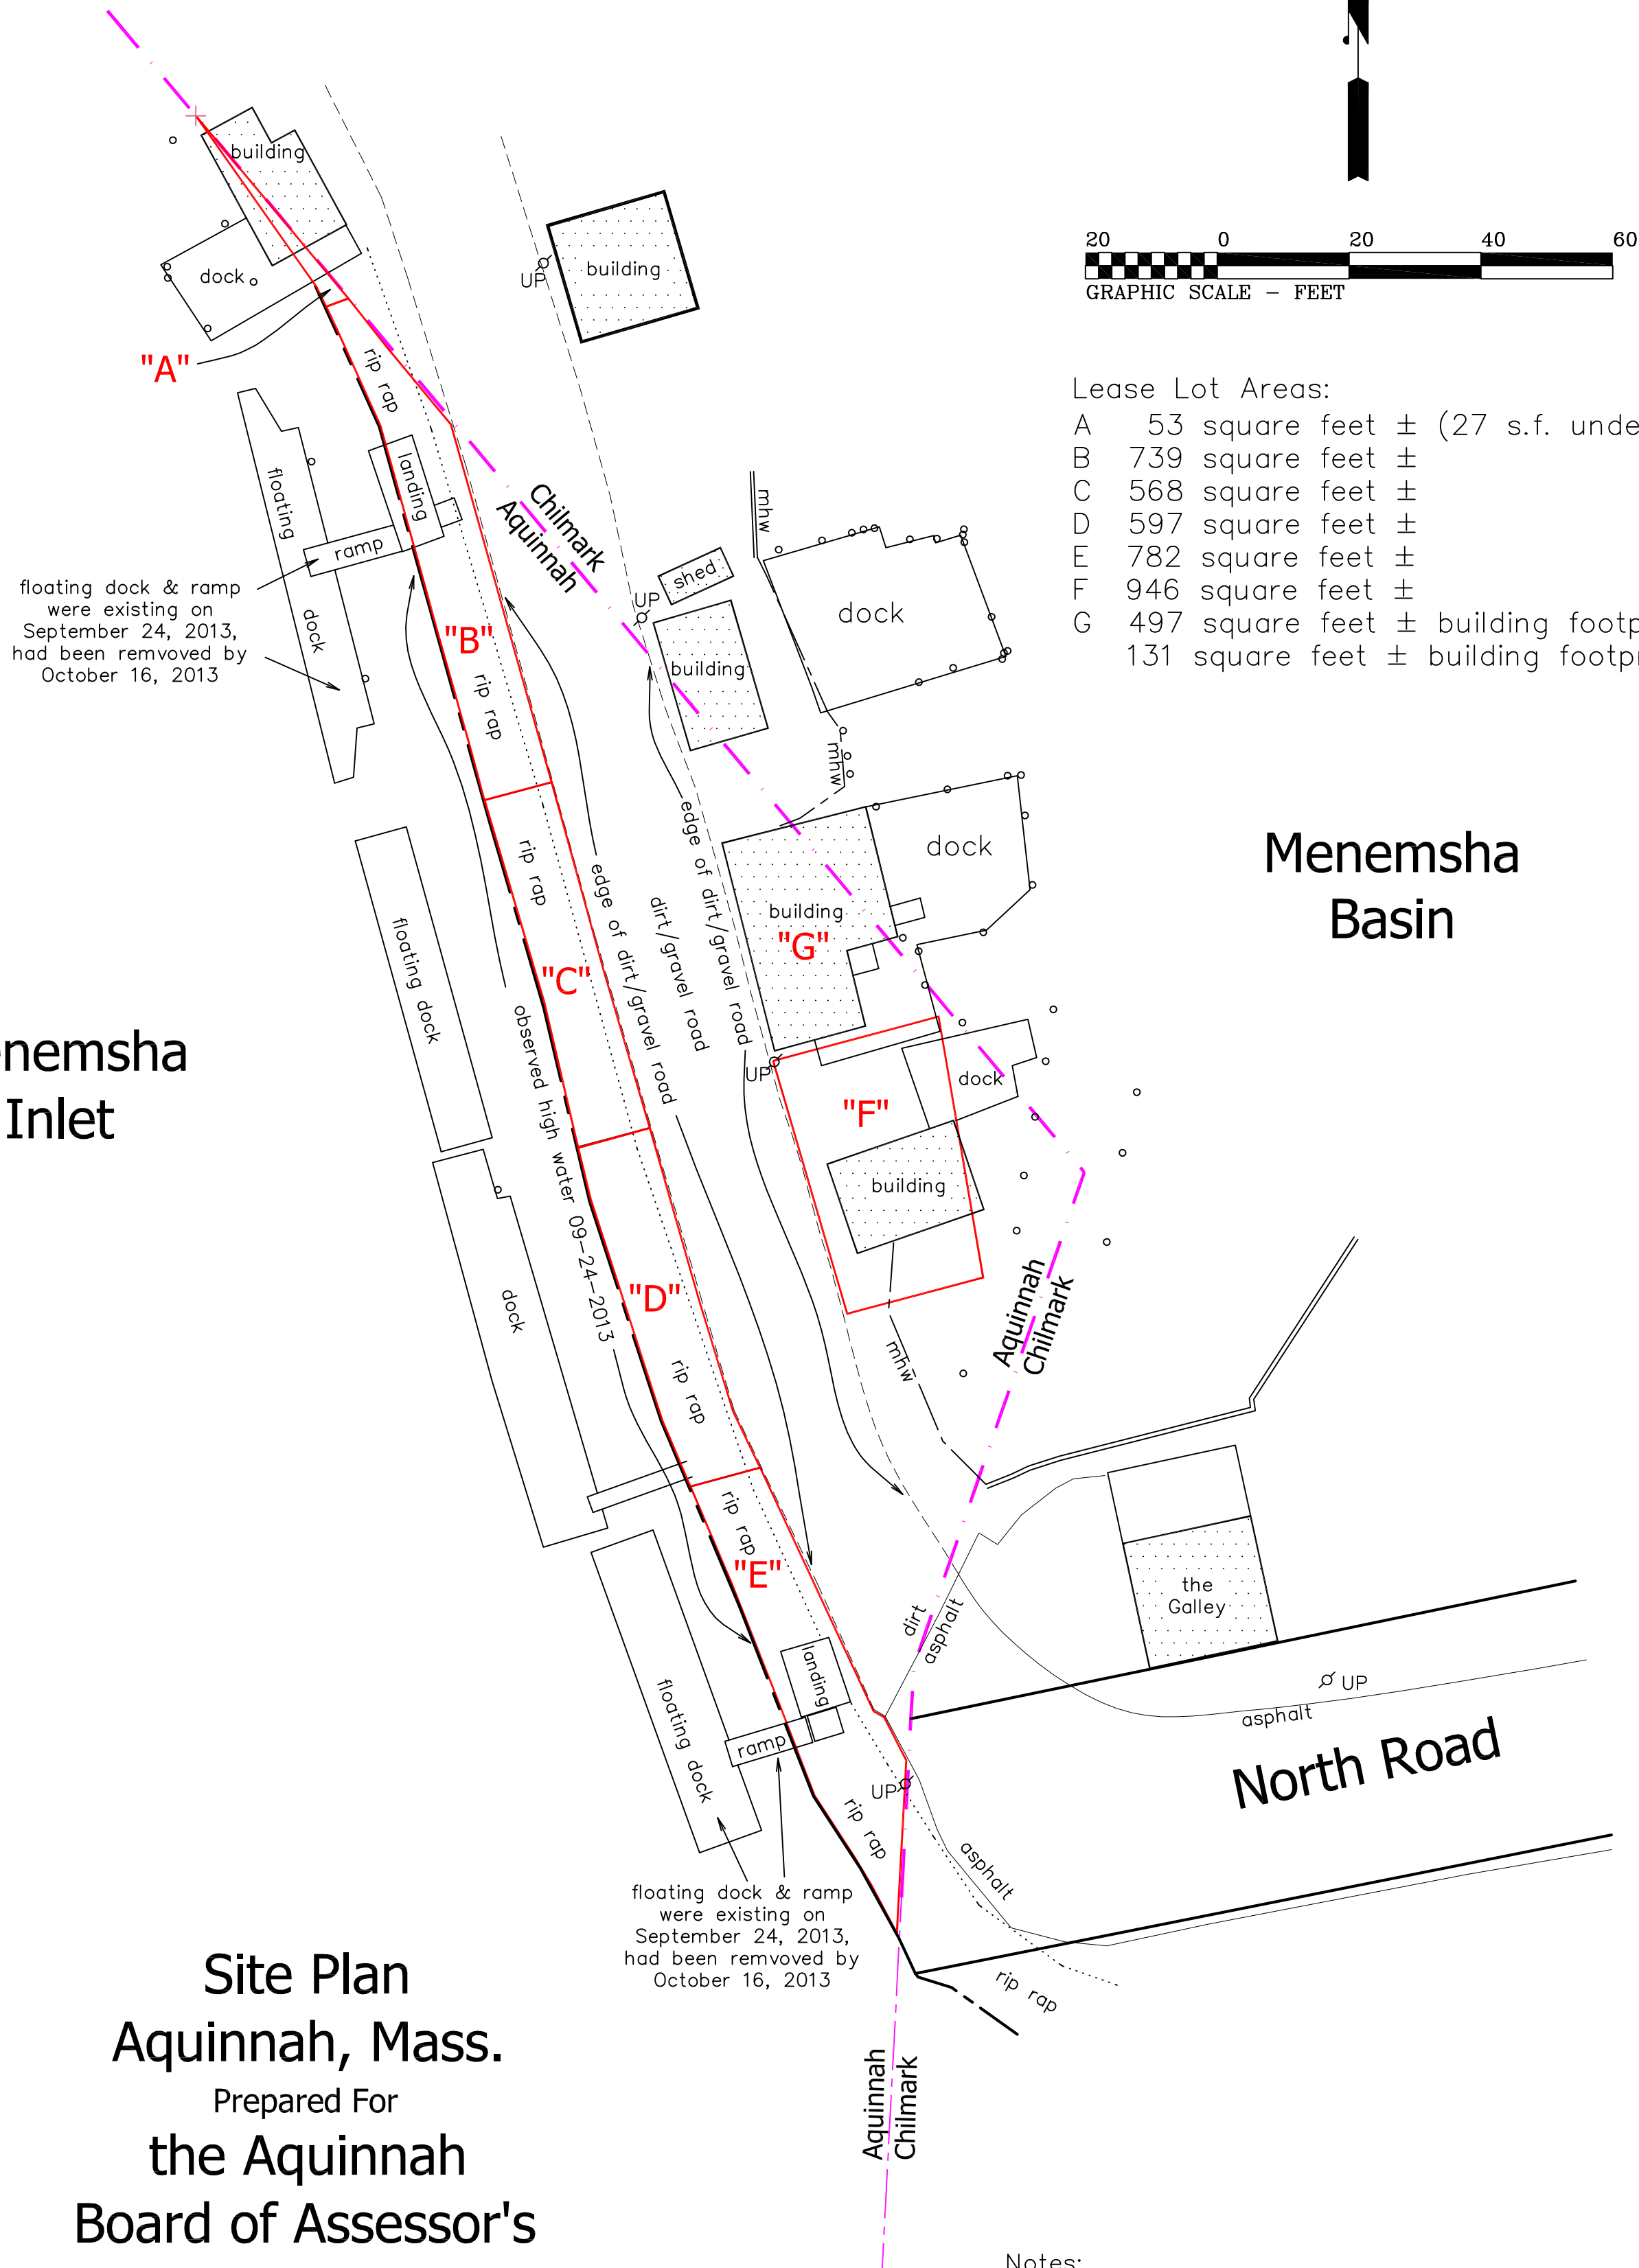 building
dock
"A"
rip rap
building
UP
20 0 20 40 60
GRAPHIC SCALE - FEET
Lease Lot Areas:
A 53 square feet ± (27 s.f.
B 739 square feet ±
C 568 square feet ±
D 597 square feet ±
E 782 square feet ±
F 946 square feet ±
G 497 square feet ± building
131 square feet ± building
floating
dock
landing
ramp
floating dock & ramp
were existing on
September 24, 2013,
had been remvoved by
October 16, 2013
Chilmark
Aquinnah
mhw
shed
UP
dock
building
"B"
rip rap
mhw
edge of dirt/gravel road
dock
building
"G"
Menemsha
Basin
rip rap
"C"
edge of dirt/gravel road
dirt/gravel road
floating dock
observed high water 09-24-2013
Inlet
UP
"F"
dock
building
"D"
dock
rip rap
Aquinnah
Chilmark
mhw
rip rap
"E"
the
Galley
dirt
asphalt
landing
floating dock
ramp
UP
asphalt
North Road
UP
rip rap
asphalt
floating dock & ramp
were existing on
September 24, 2013,
had been remvoved by
October 16, 2013
rip rap
Aquinnah
Chilmark
Site Plan
Aquinnah, Mass.
Prepared For
the Aquinnah
Board of Assessor's
Notes: